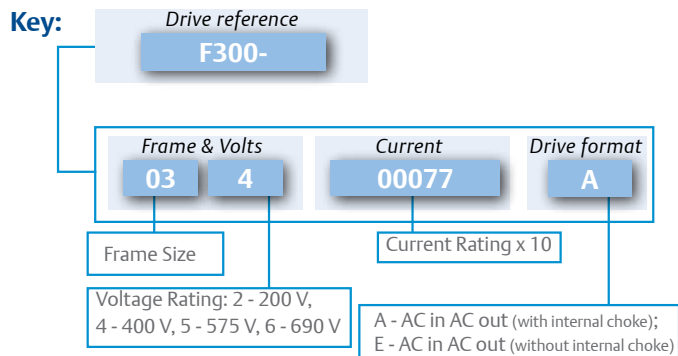 Key:
Drive reference
F300-
Frame & Volts
Current
Drive format
03
4
00077
A
Frame Size
Current Rating x 10
Voltage Rating: 2 - 200 V,
4 - 400 V, 5 - 575 V, 6 - 690 V
A - AC in AC out (with internal choke);
E - AC in AC out (without internal choke)